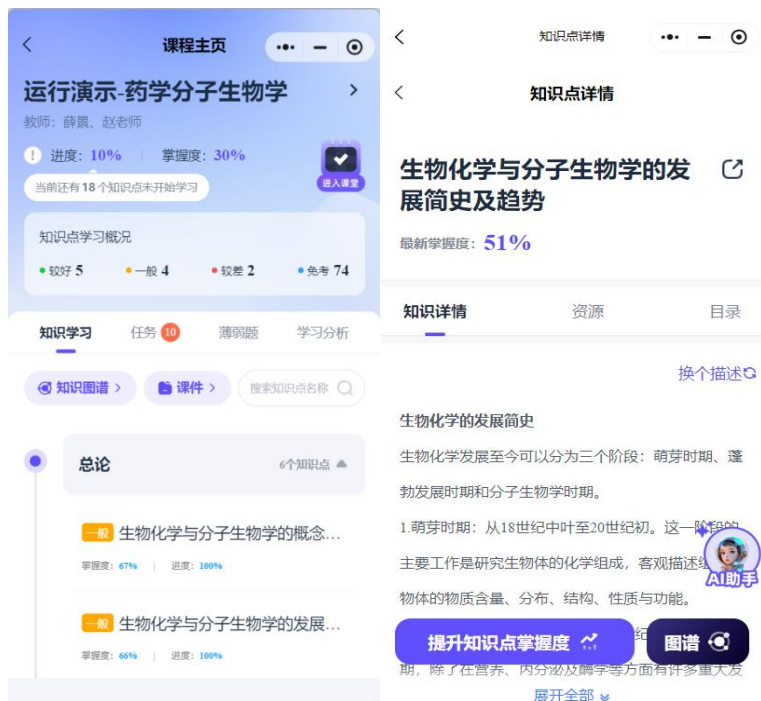 课程主页
运行演示-药学分子生物学
教师：薛景、赵老师
进度：10% 掌握度：30%
当前还有18个知识点未开始学习
进入课堂
知识点学习概况
较好 5 一般 4 较差 2 免考 74
知识学习 任务 10 薄弱题 学习分析
知识图谱 课件 搜索知识点名称
总论 6个知识点
一般 生物化学与分子生物学的概念...
掌握度：67% 进度：100%
一般 生物化学与分子生物学的发展...
掌握度：66% 进度：100%
知识点详情
知识点详情
生物化学与分子生物学的发
展简史及趋势
最新掌握度：51%
知识详情 资源 目录
换个描述
生物化学的发展简史
生物化学发展至今可以分为三个阶段：萌芽时期、蓬
勃发展时期和分子生物学时期。
1.萌芽时期：从18世纪中叶至20世纪初。这一阶段的
主要工作是研究生物体的化学组成，客观描述
物体的物质含量、分布、结构、性质与功能。
AI助手
提升知识点掌握度 图谱
期，除了在营养、内分泌及酶学等方面有许多重大发
展开全部